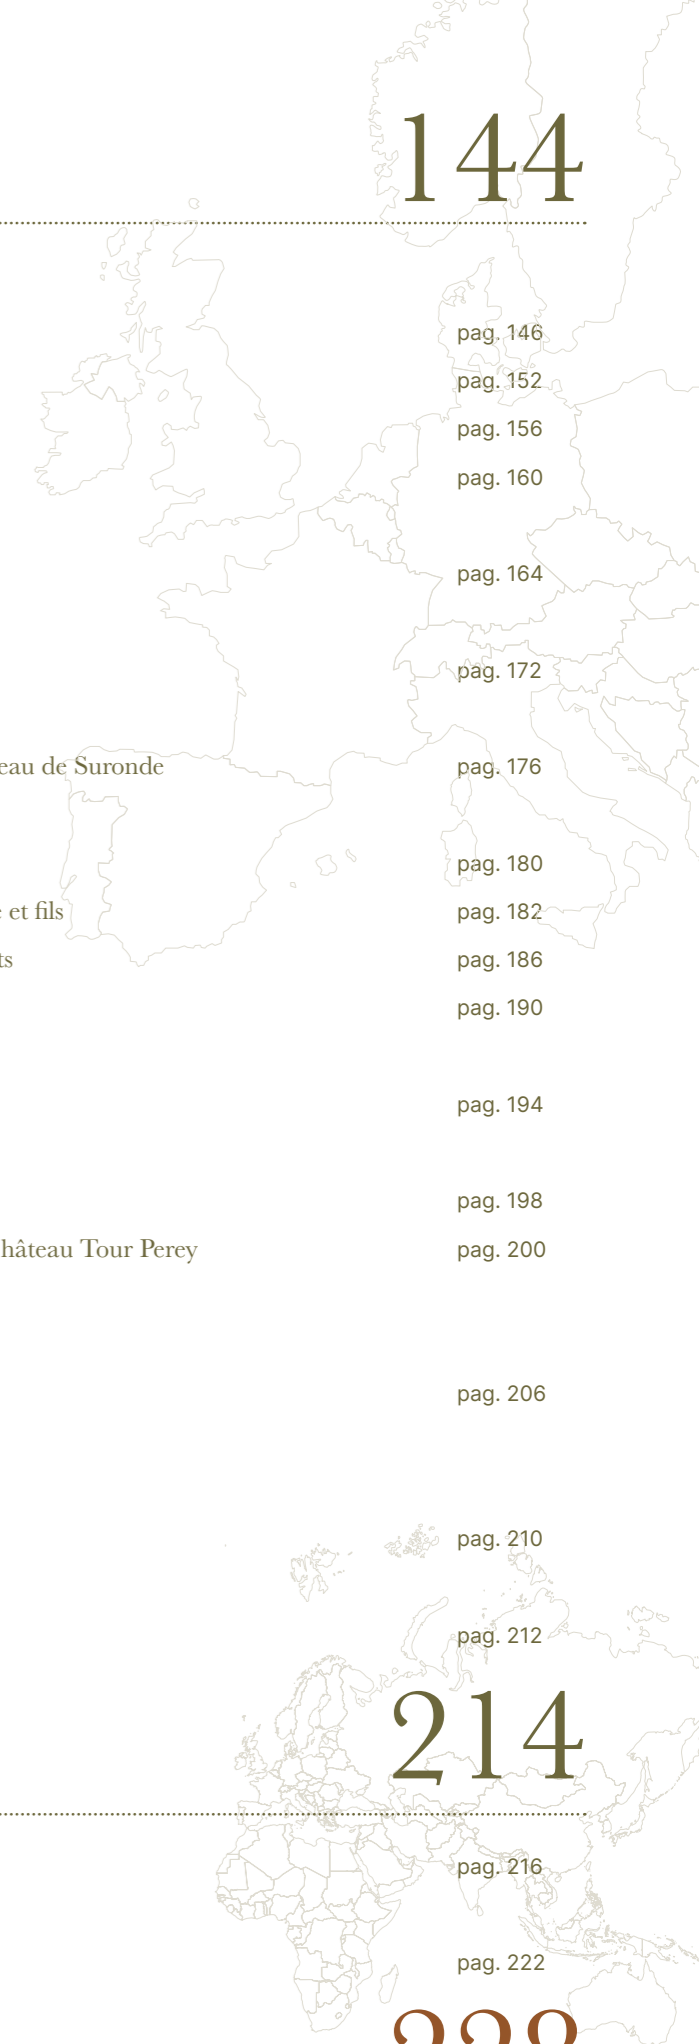 144
pag. 146
pag. 152
pag. 156
pag. 160
pag. 164
pag. 172
eau de Suronde pag. 176
pag. 180
et fils pag. 182
ts pag. 186
pag. 190
pag. 194
pag. 198
hâteau Tour Perey pag. 200
pag. 206
pag. 210
pag. 212
214
pag. 216
pag. 222